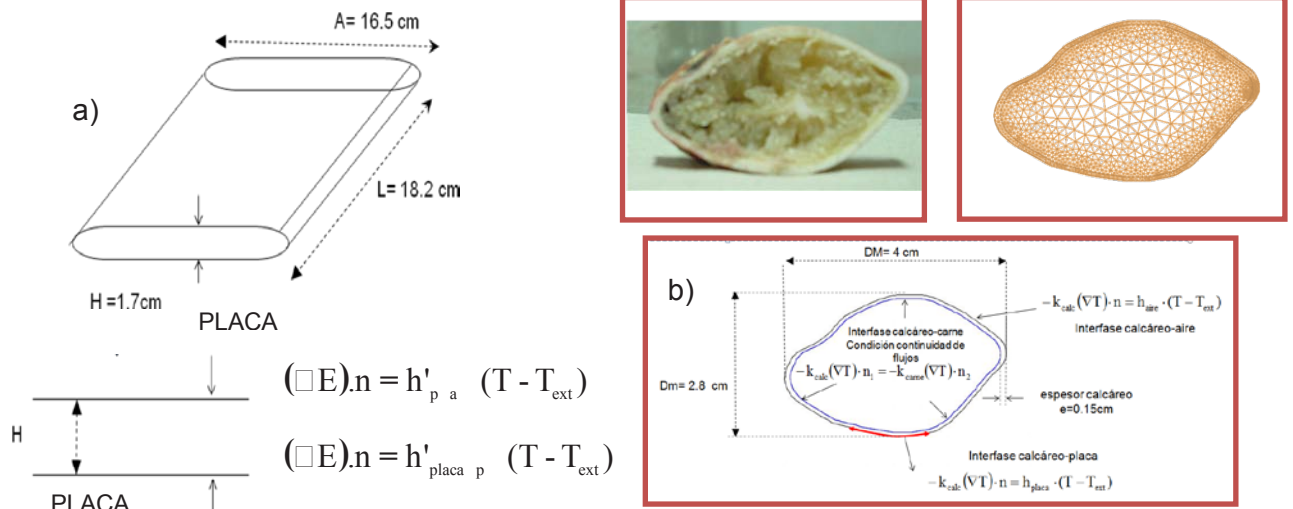 a)
A= 16.5 cm
L= 18.2 cm
H =1.7cm
PLACA
H
PLACA
(□E).n = h'p a (T - Text)
(□E).n = h'placa p (T - Text)
b)
DM= 4 cm
Dm= 2.8 cm
Interfase calcáreo-carne
Condición continuidad de
flujos
−kcalc(∇T)·n1 = −kcarne(∇T)·n2
−kcalc(∇T)·n = haire·(T−Text)
Interfase calcáreo-aire
espesor calcáreo
e=0.15cm
Interfase calcáreo-placa
−kcalc(∇T)·n = hplaca·(T−Text)